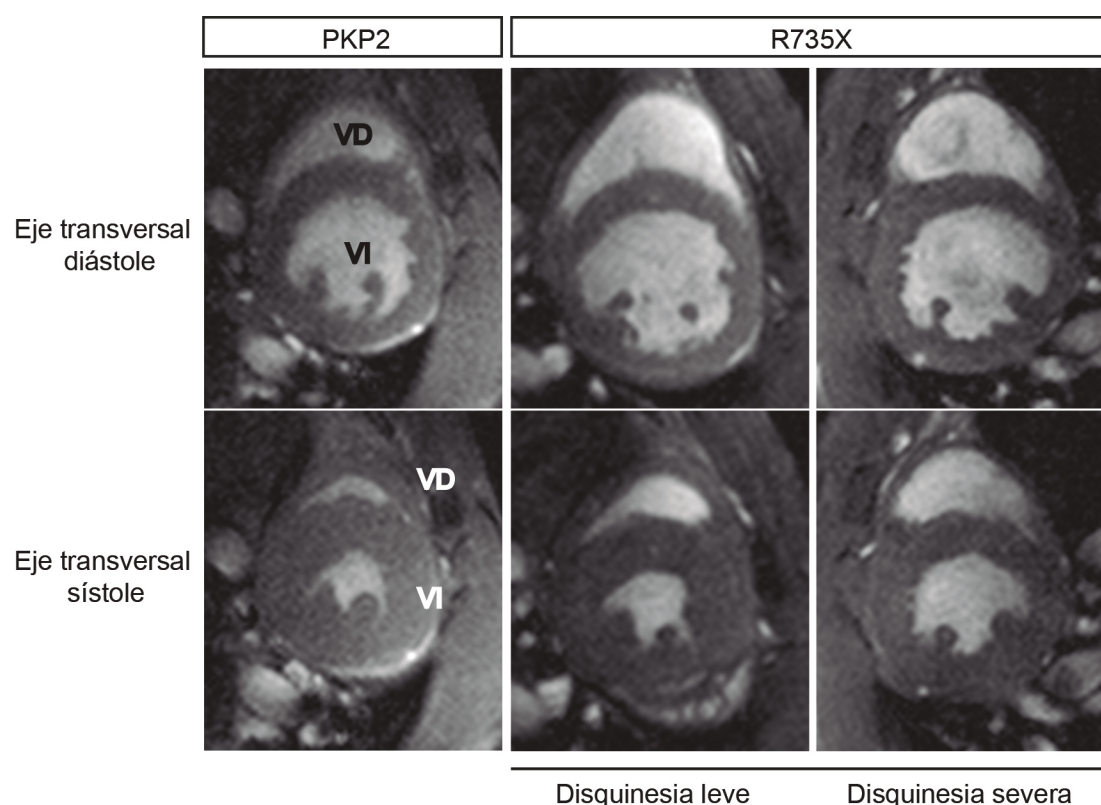 PKP2
R735X
VD
VI
Eje transversal
diástole
VD
VI
Eje transversal
sístole
Disquinesia leve
Disquinesia severa